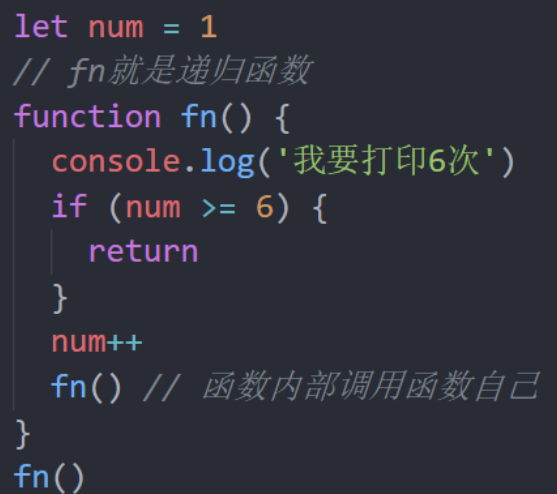 let num = 1
// fn就是递归函数
function fn() {
  console.log('我要打印6次')
  if (num >= 6) {
    return
  }
  num++
  fn() // 函数内部调用函数自己
}
fn()